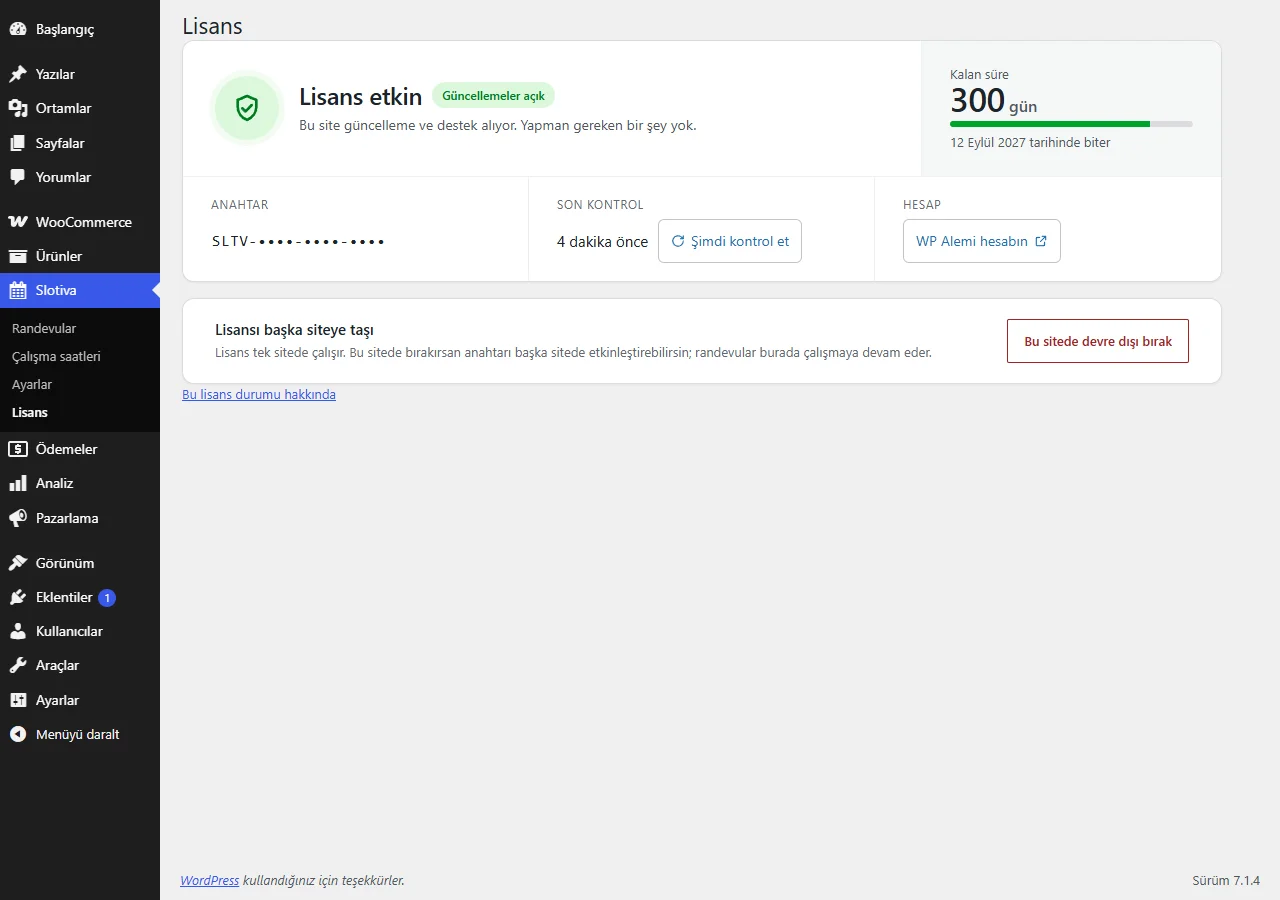 Başlangıç
Yazılar
Ortamlar
Sayfalar
Yorumlar
WooCommerce
Ürünler
Slotiva
Randevular
Çalışma saatleri
Ayarlar
Lisans
Ödemeler
Analiz
Pazarlama
Görünüm
Eklentiler 1
Kullanıcılar
Araçlar
Ayarlar
Menüyü daralt
Lisans
Lisans etkin Güncellemeler açık
Bu site güncelleme ve destek alıyor. Yapman gereken bir şey yok.
Kalan süre
300 gün
12 Eylül 2027 tarihinde biter
ANAHTAR
SLTV-••••-••••-••••
SON KONTROL
4 dakika önce Şimdi kontrol et
HESAP
WP Alemi hesabın
Lisansı başka siteye taşı
Lisans tek sitede çalışır. Bu sitede bırakırsan anahtarı başka sitede etkinleştirebilirsin; randevular burada çalışmaya devam eder.
Bu sitede devre dışı bırak
Bu lisans durumu hakkında
WordPress kullandığınız için teşekkürler.
Sürüm 7.1.4